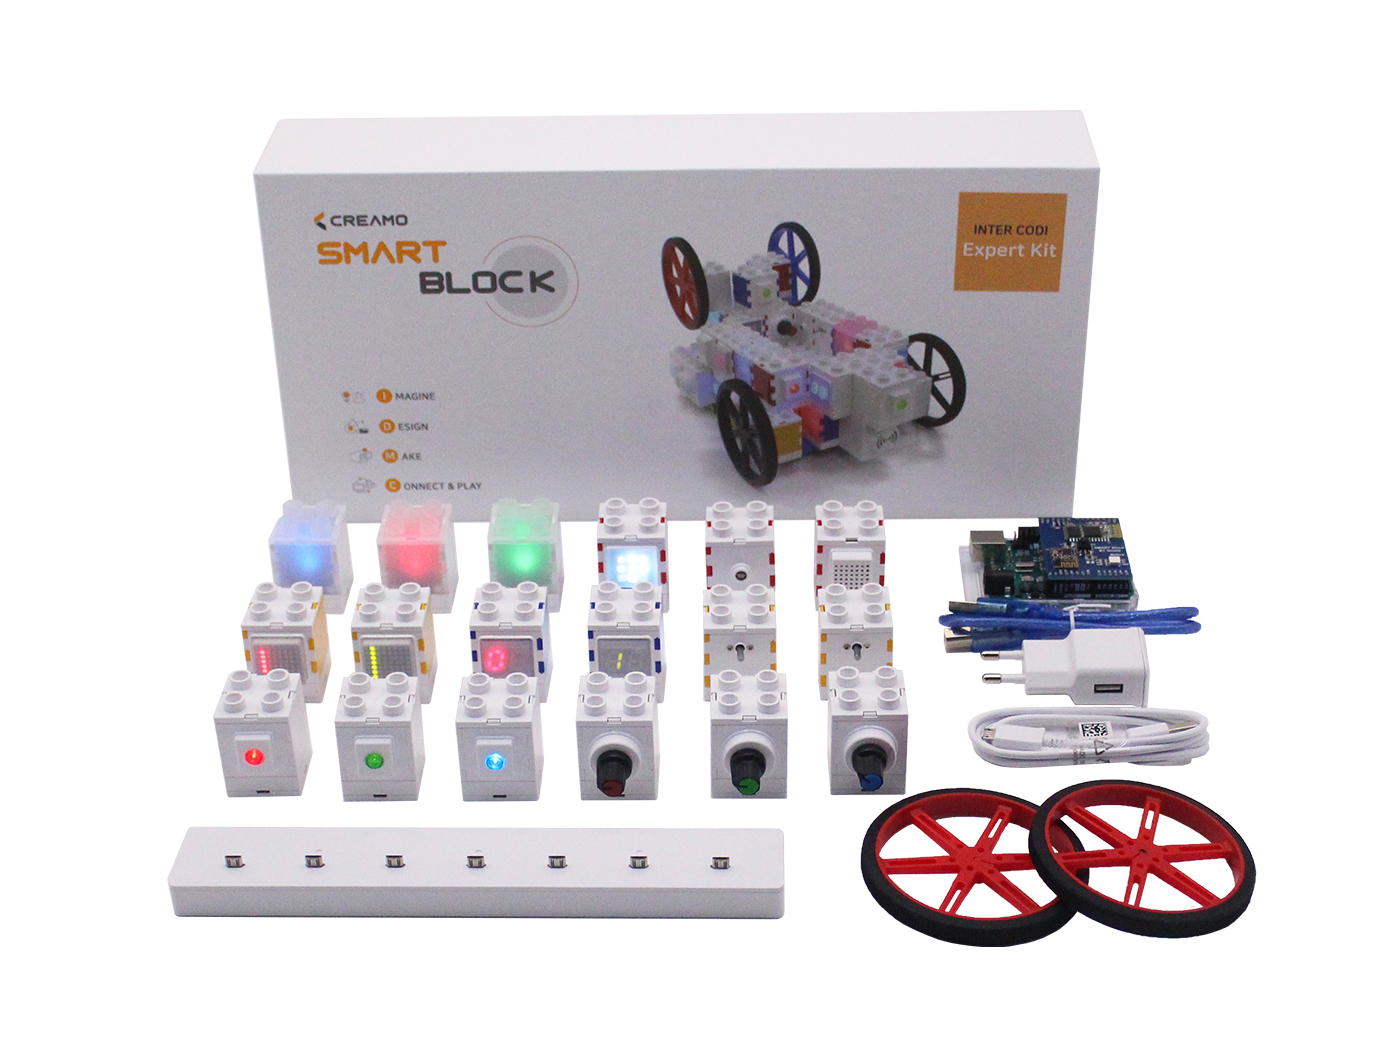 CREAMO
SMART
BLOCK
INTER CODI
Expert Kit
I MAGINE
D ESIGN
M AKE
C ONNECT & PLAY